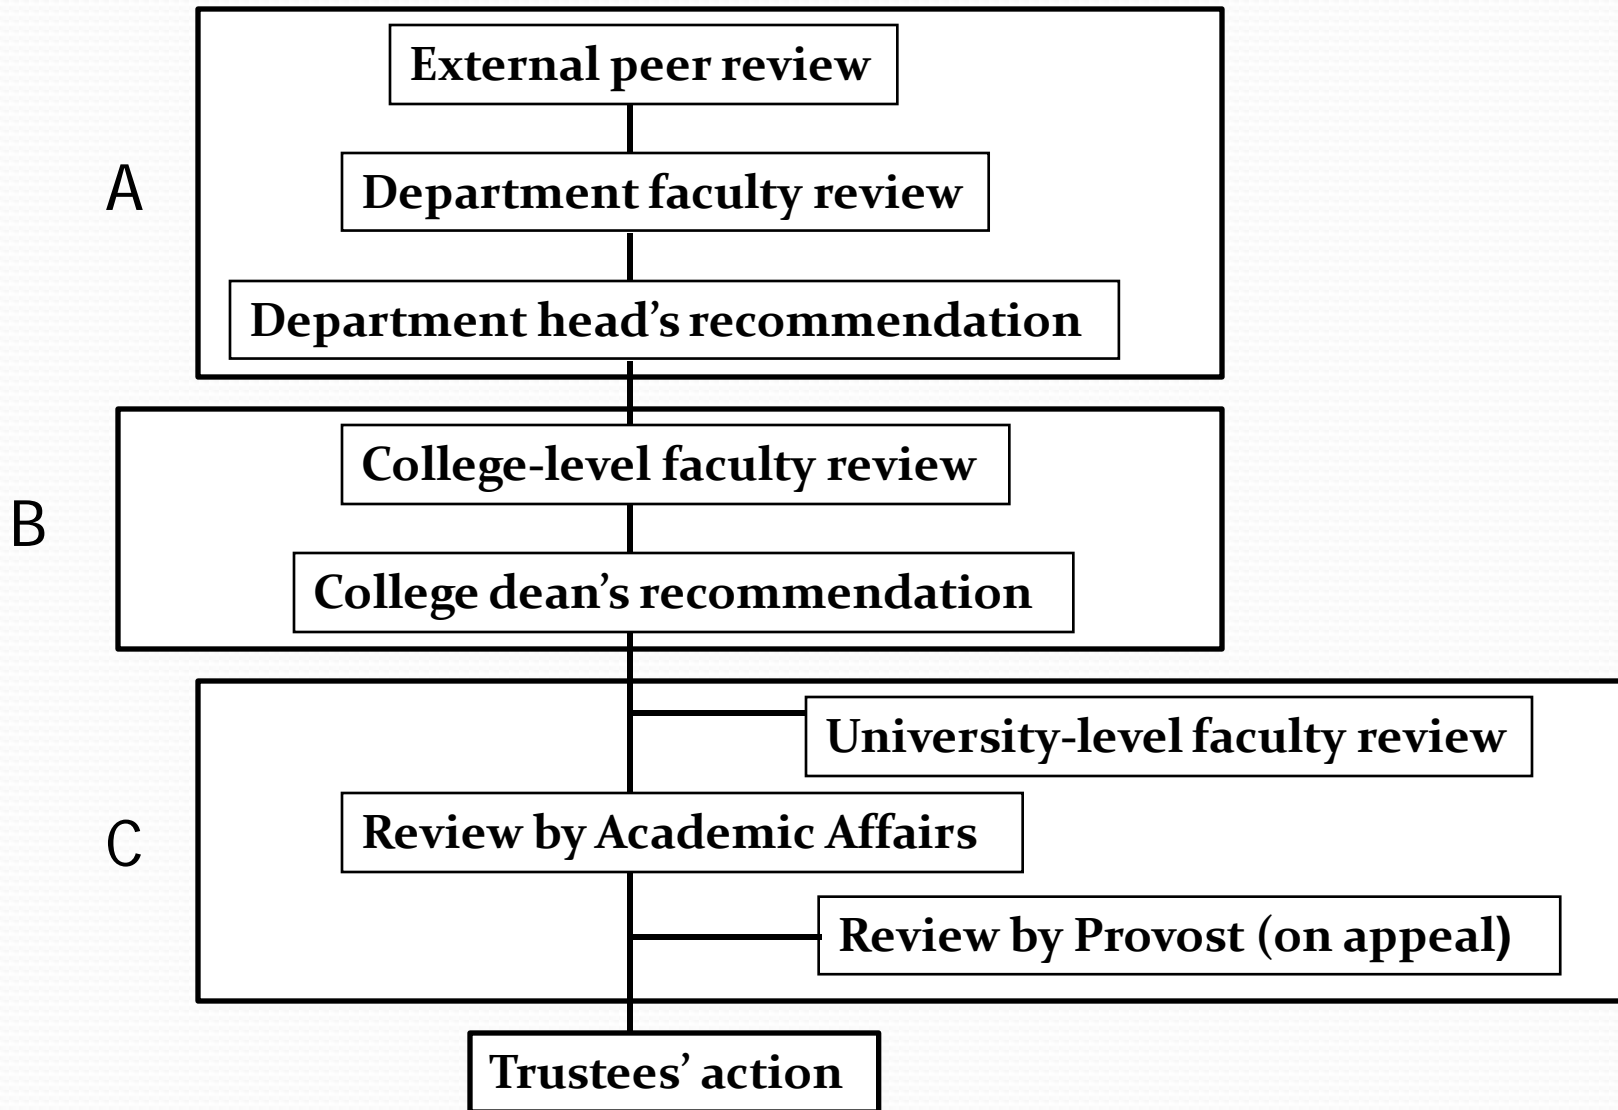 External peer review
A
Department faculty review
Department head’s recommendation
College-level faculty review
B
College dean’s recommendation
University-level faculty review
C
Review by Academic Affairs
Review by Provost (on appeal)
Trustees’ action